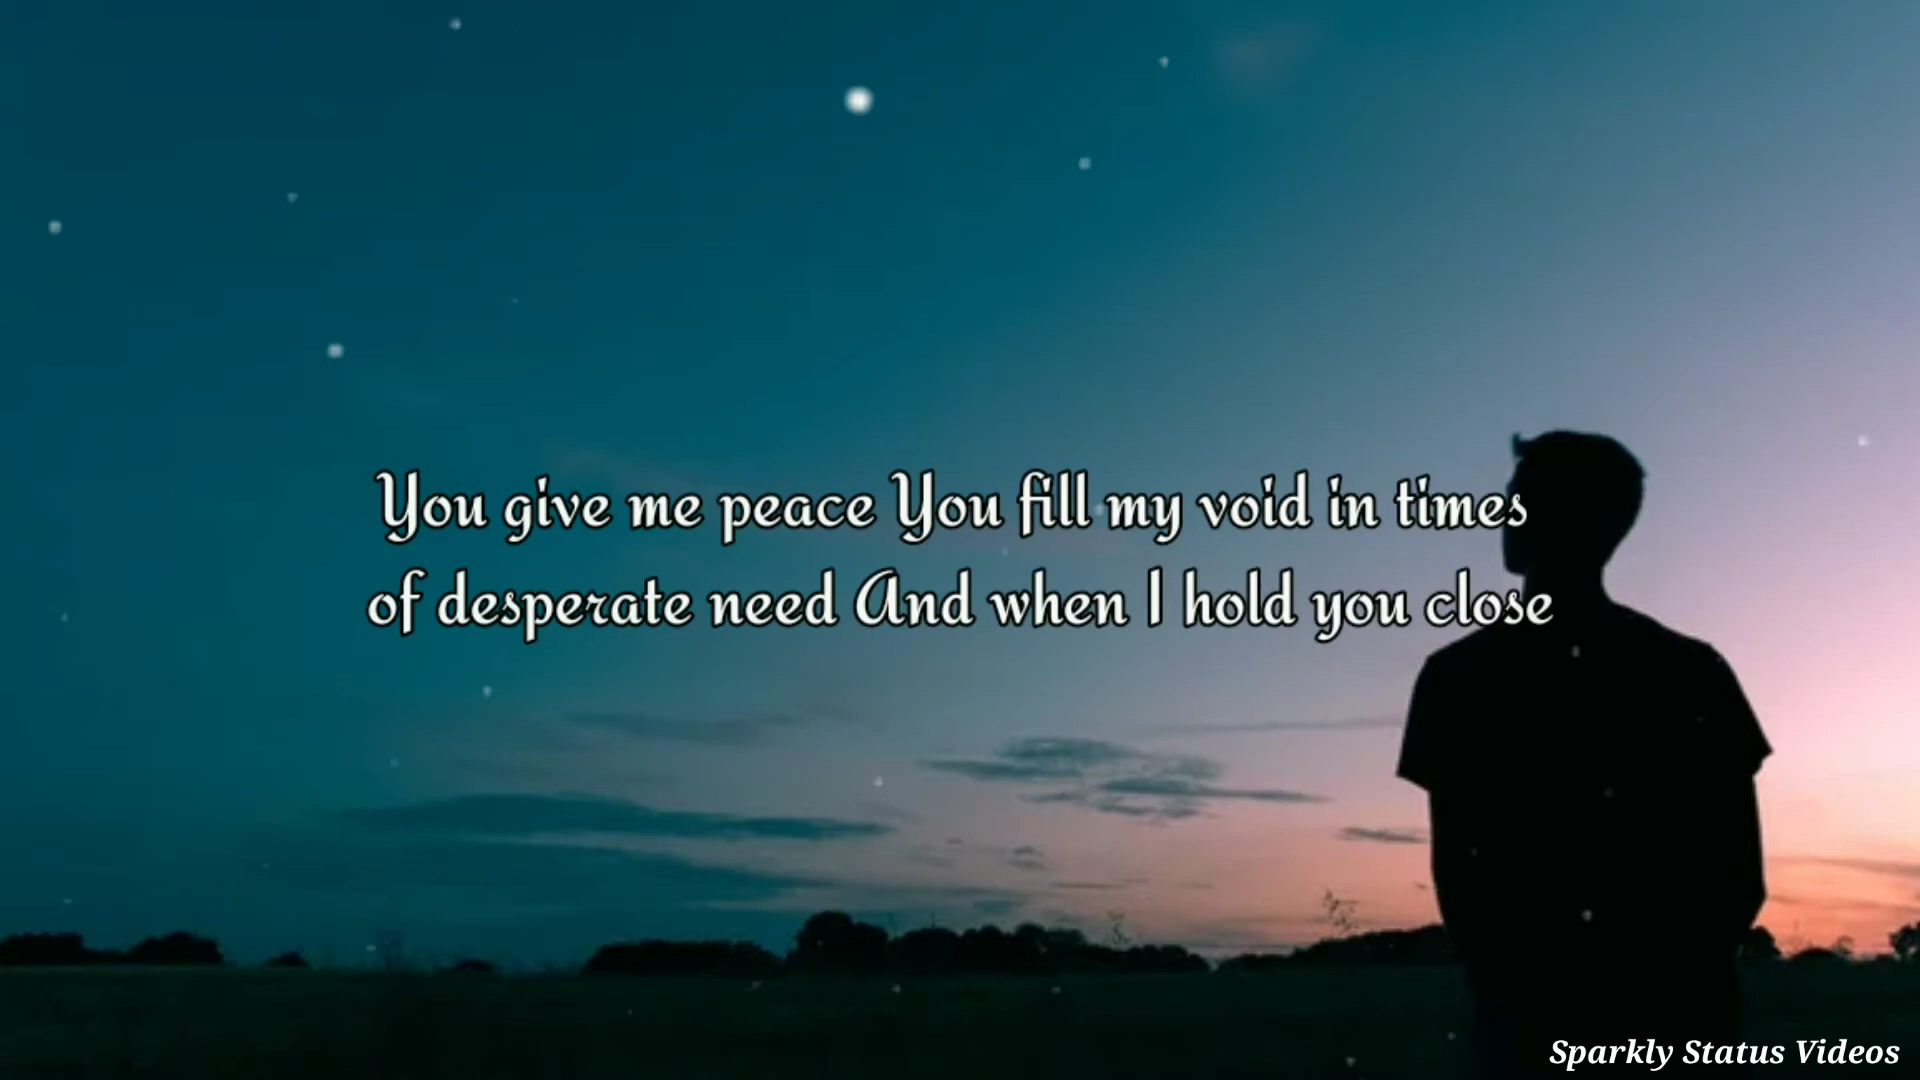 You give me peace You fill my void in times
of desperate need And when I hold you close
Sparkly Status Videos